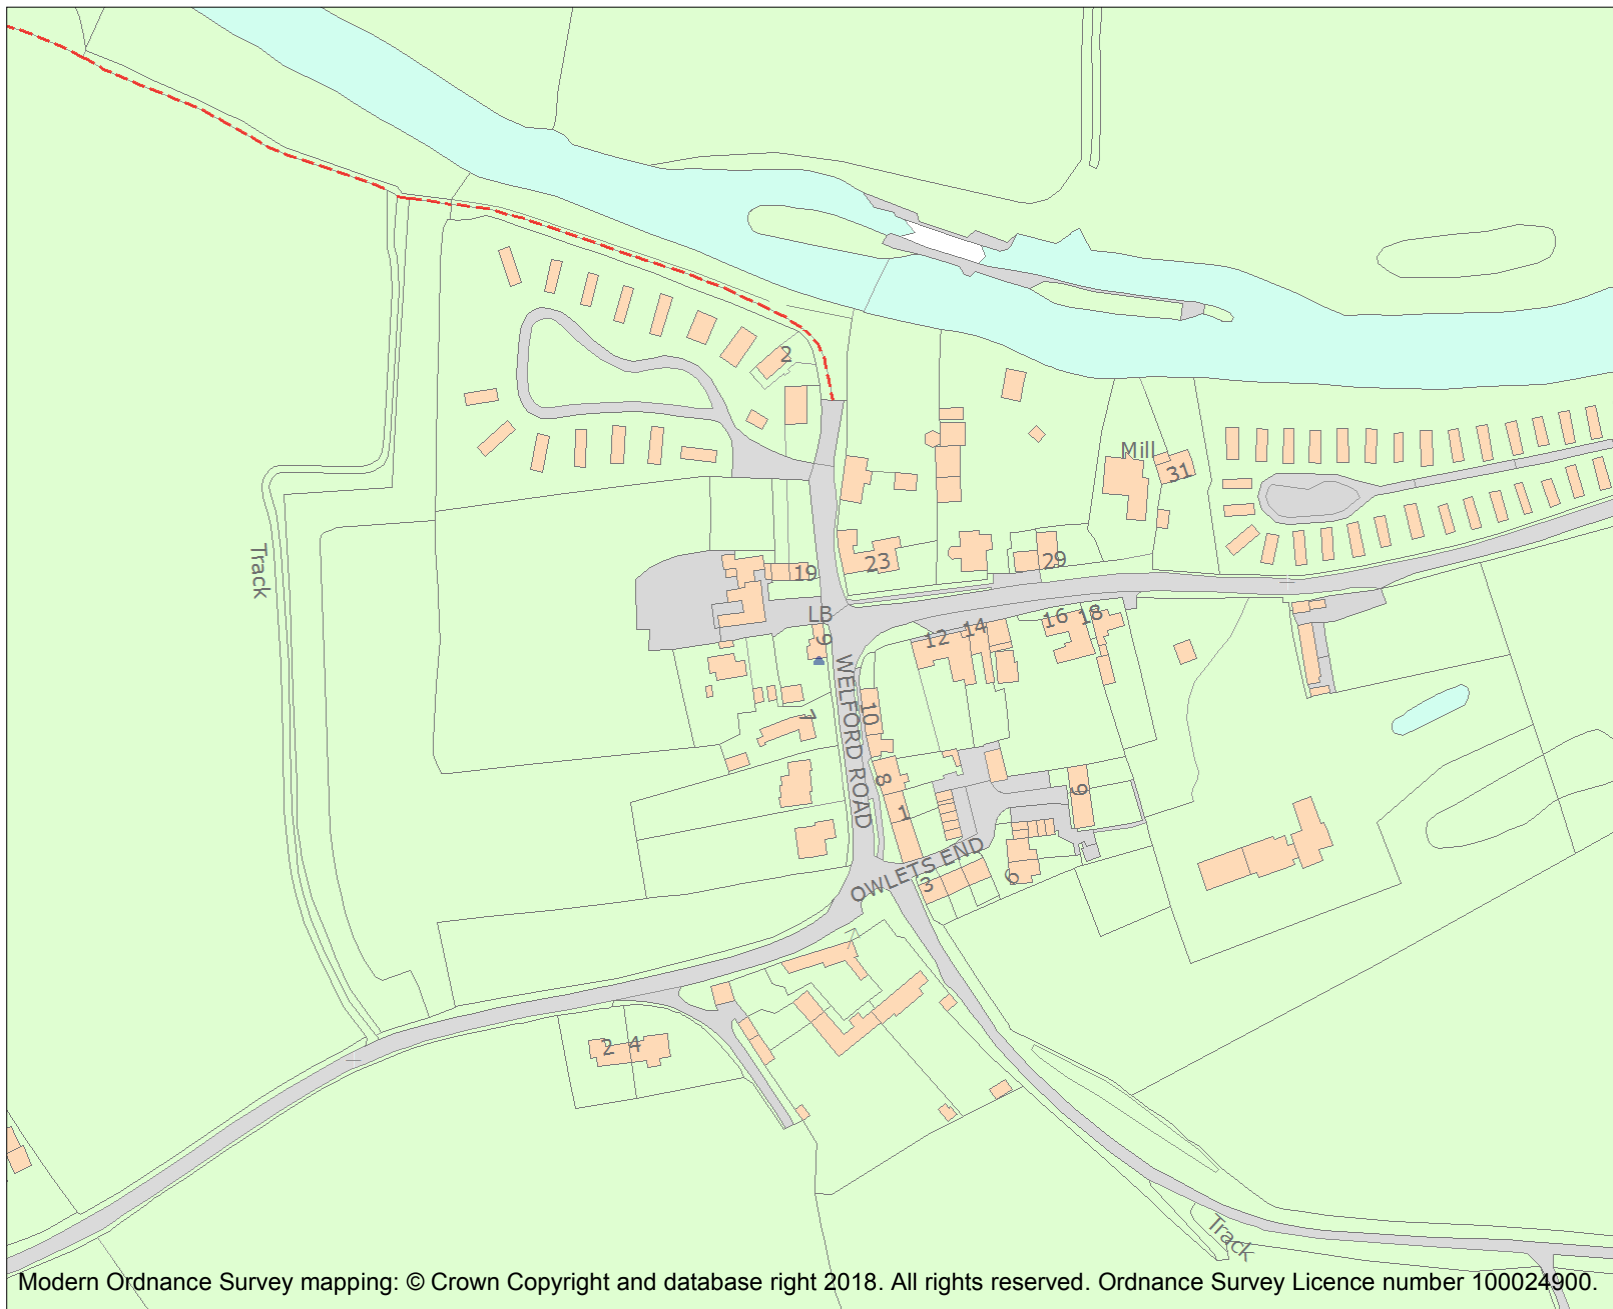 2
Mill
31
Track
23
29
19
LB
9
12
14
16
18
WELFORD ROAD
10
7
8
1
9
OWLETS END
3
6
2
4
Track
Modern Ordnance Survey mapping: © Crown Copyright and database right 2018. All rights reserved. Ordnance Survey Licence number 100024900.